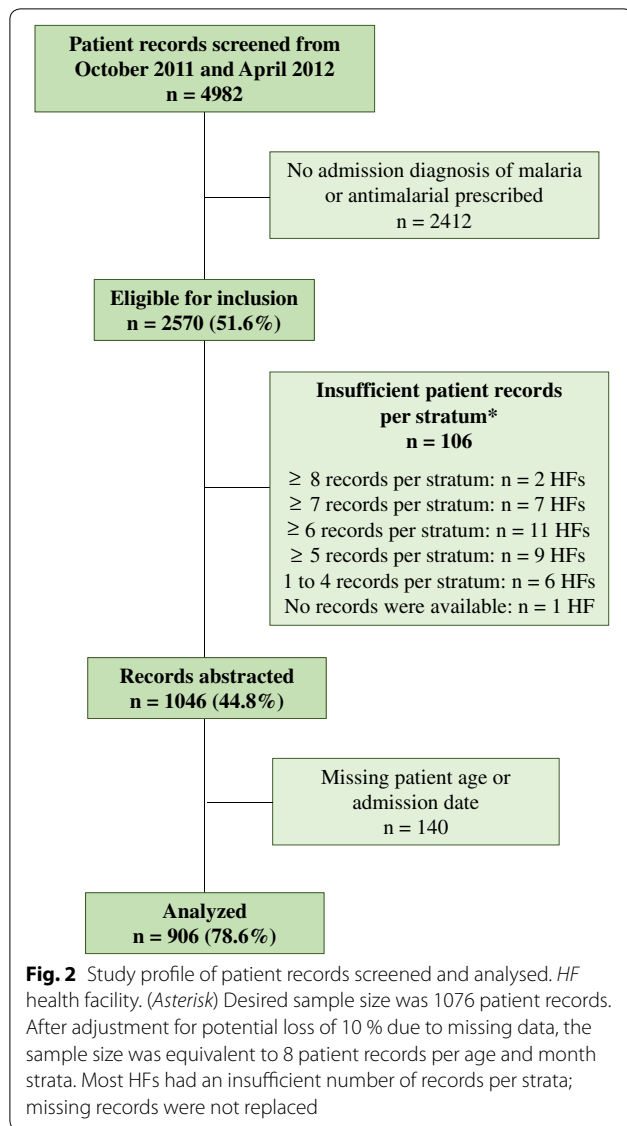 Patient records screened from
October 2011 and April 2012
n = 4982
No admission diagnosis of malaria
or antimalarial prescribed
n = 2412
Eligible for inclusion
n = 2570 (51.6%)
Insufficient patient records
per stratum*
n = 106
≥ 8 records per stratum: n = 2 HFs
≥ 7 records per stratum: n = 7 HFs
≥ 6 records per stratum: n = 11 HFs
≥ 5 records per stratum: n = 9 HFs
1 to 4 records per stratum: n = 6 HFs
No records were available: n = 1 HF
Records abstracted
n = 1046 (44.8%)
Missing patient age or
admission date
n = 140
Analyzed
n = 906 (78.6%)
Fig. 2 Study profile of patient records screened and analysed. HF
health facility. (Asterisk) Desired sample size was 1076 patient records.
After adjustment for potential loss of 10 % due to missing data, the
sample size was equivalent to 8 patient records per age and month
strata. Most HFs had an insufficient number of records per strata;
missing records were not replaced